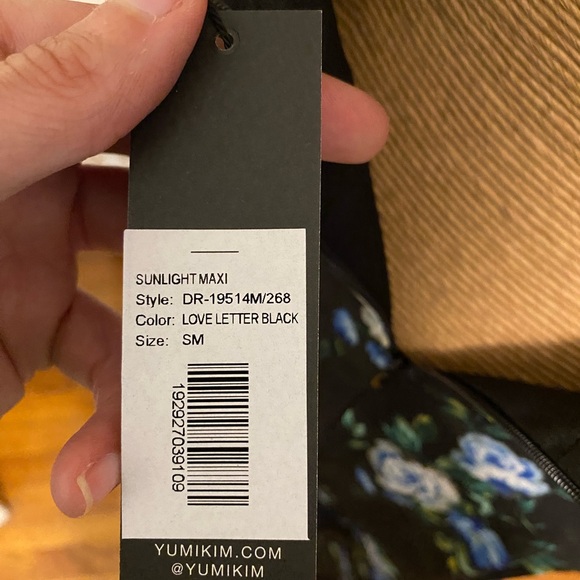 SUNLIGHT MAXI
Style: DR-19514M/268
Color: LOVE LETTER BLACK
Size: SM
192927039109
YUMIKIM.COM
@YUMIKIM